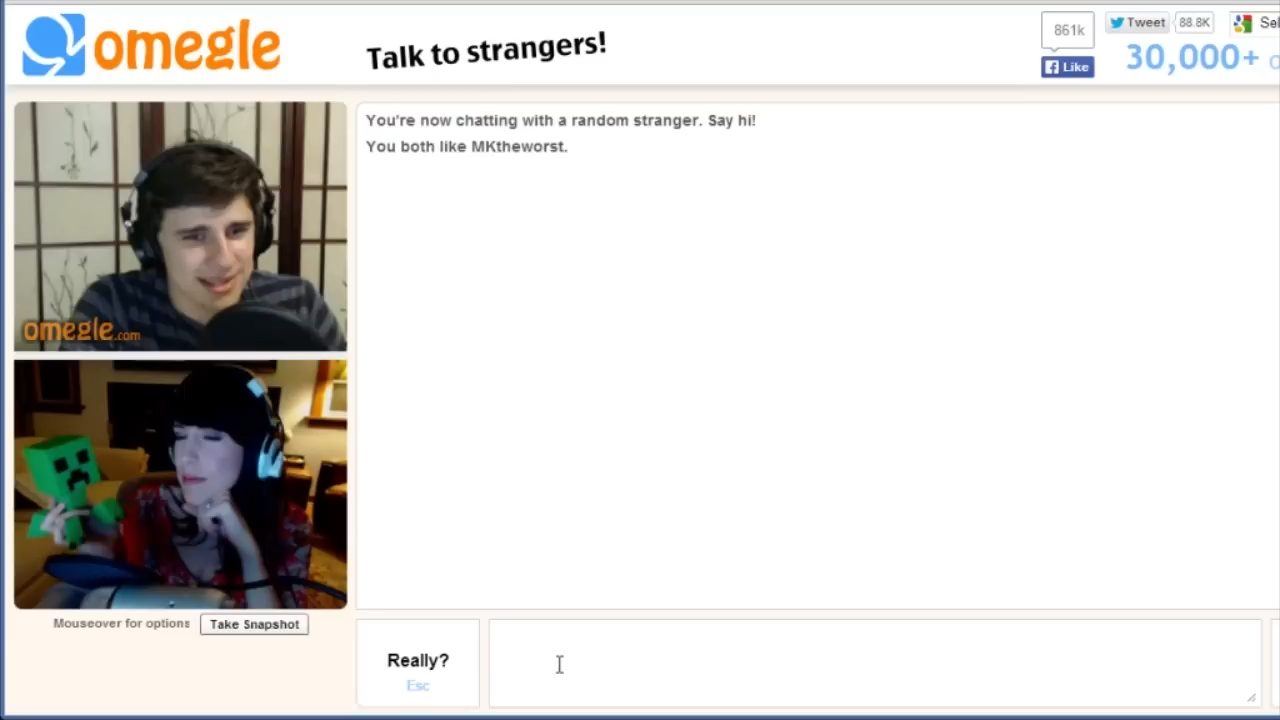 omegle
Talk to strangers!
861k
Like
Tweet
88.8K
30,000+
You're now chatting with a random stranger. Say hi!
You both like MKtheworst.
omegle.com
Mouseover for options
Take Snapshot
Really?
Esc